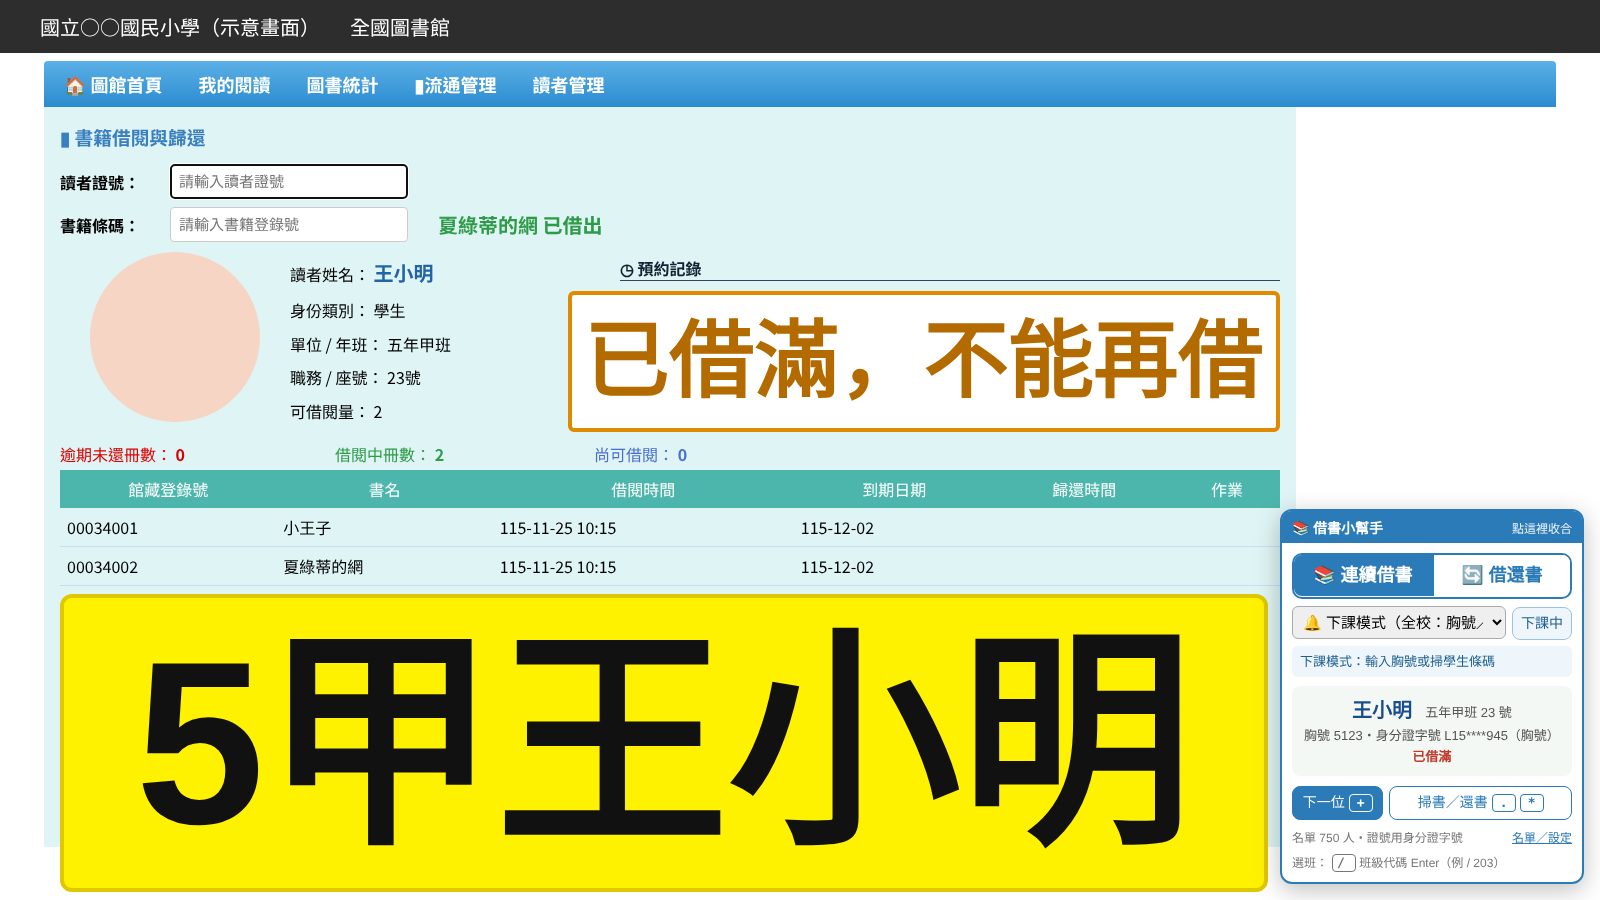 國立○○國民小學（示意畫面） 全國圖書館
🏠 圖館首頁 我的閱讀 圖書統計 ▮流通管理 讀者管理
▮ 書籍借閱與歸還
讀者證號： 請輸入讀者證號
書籍條碼： 請輸入書籍登錄號 夏綠蒂的網 已借出
讀者姓名： 王小明
身份類別： 學生
單位 / 年班： 五年甲班
職務 / 座號： 23號
可借閱量： 2
◷ 預約記錄
已借滿，不能再借
逾期未還冊數： 0 借閱中冊數： 2 尚可借閱： 0
館藏登錄號 書名 借閱時間 到期日期 歸還時間 作業
00034001 小王子 115-11-25 10:15 115-12-02
00034002 夏綠蒂的網 115-11-25 10:15 115-12-02
5甲王小明
📚 借書小幫手 點這裡收合
📚 連續借書 🔄 借還書
🔔 下課模式（全校：胸號／ 下課中
下課模式：輸入胸號或掃學生條碼
王小明 五年甲班 23 號
胸號 5123・身分證字號 L15****945（胸號）
已借滿
下一位 + 掃書／還書 . *
名單 750 人・證號用身分證字號 名單／設定
選班： / 班級代碼 Enter（例 / 203）